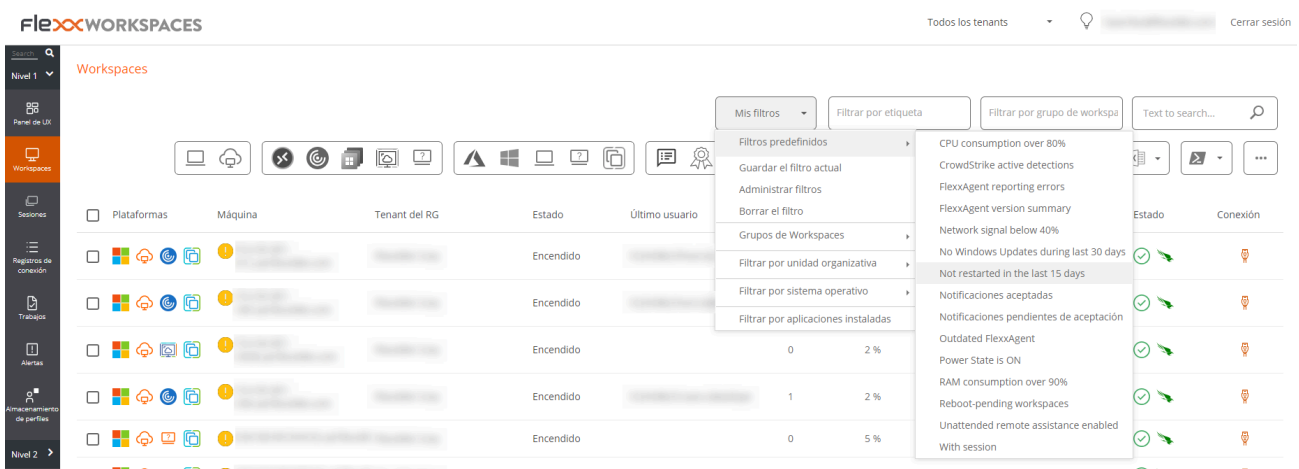 FlexxWORKSPACES
Todos los tenants
Cerrar sesión
Search
Nivel 1
Workspaces
Panel de UX
Workspaces
Sesiones
Registros de
conexión
Trabajos
Alertas
Almacenamiento
de perfiles
Nivel 2
Mis filtros
Filtrar por etiqueta
Filtrar por grupo de workspa
Text to search...
Filtros predefinidos
Guardar el filtro actual
Administrar filtros
Borrar el filtro
Grupos de Workspaces
Filtrar por unidad organizativa
Filtrar por sistema operativo
Filtrar por aplicaciones instaladas
CPU consumption over 80%
CrowdStrike active detections
FlexxAgent reporting errors
FlexxAgent version summary
Network signal below 40%
No Windows Updates during last 30 days
Not restarted in the last 15 days
Notificaciones aceptadas
Notificaciones pendientes de aceptación
Outdated FlexxAgent
Power State is ON
RAM consumption over 90%
Reboot-pending workspaces
Unattended remote assistance enabled
With session
Plataformas Máquina Tenant del RG Estado Último usuario Estado Conexión
Encendido
Encendido
Encendido 0 2 %
Encendido 1 2 %
Encendido 0 5 %